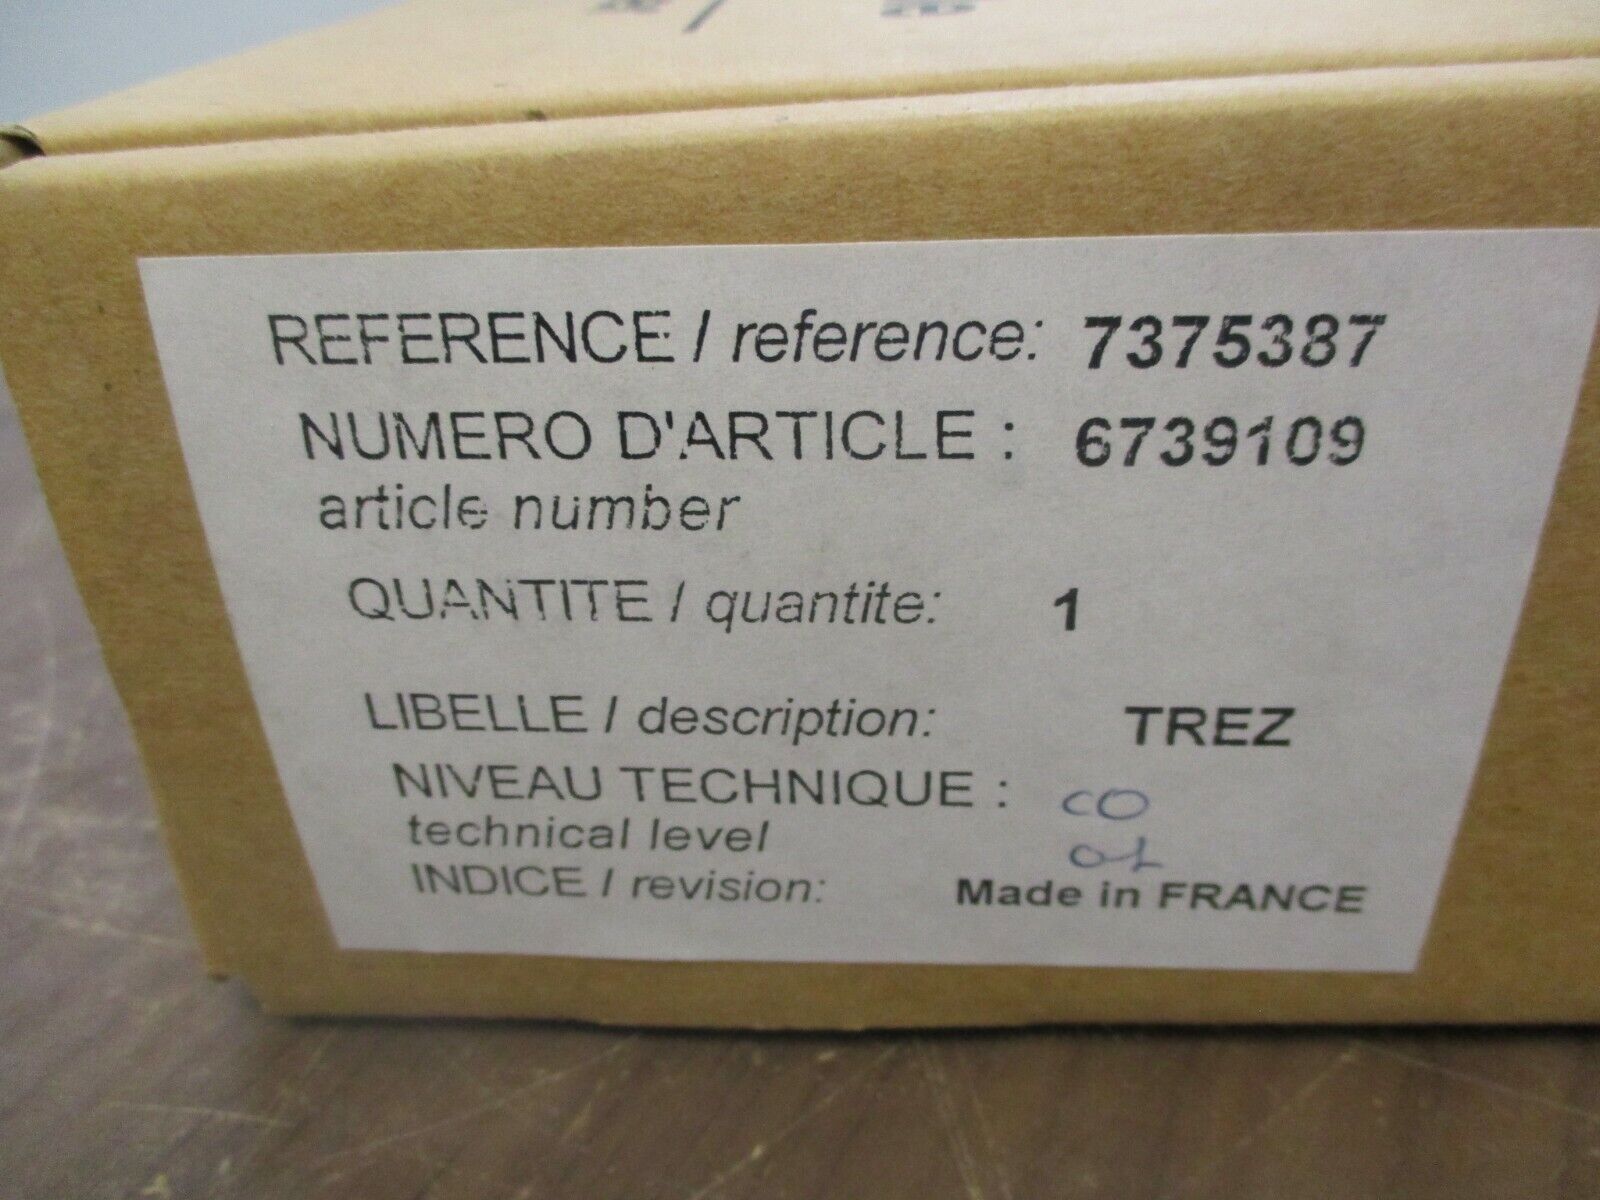 REFERENCE / reference: 7375387
NUMERO D'ARTICLE : 6739109
article number
QUANTITE / quantite: 1
LIBELLE / description: TREZ
NIVEAU TECHNIQUE : CO
technical level
INDICE / revision:
Made in FRANCE